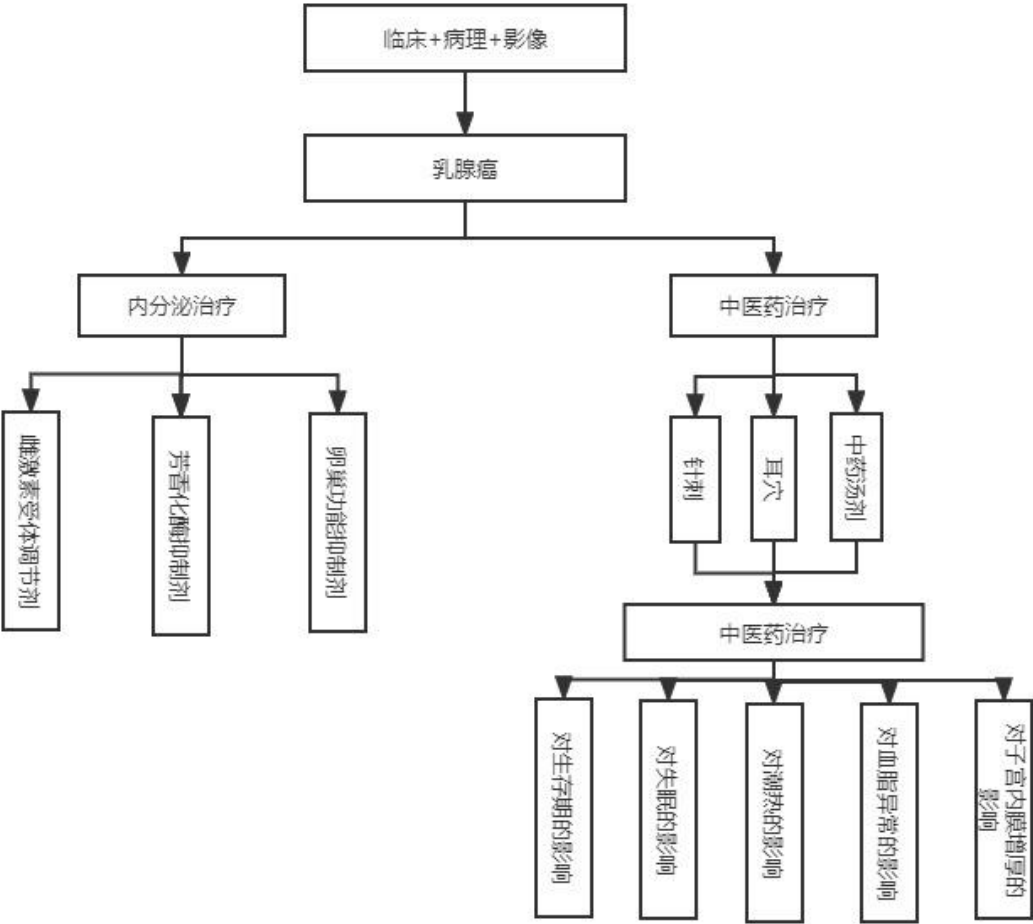 临床+病理+影像
乳腺癌
内分泌治疗
中医药治疗
雌激素受体调节剂
芳香化酶抑制剂
卵巢功能抑制剂
针刺
耳穴
中药汤剂
中医药治疗
对生存期的影响
对失眠的影响
对潮热的影响
对血脂异常的影响
对子宫内膜增厚的
影响